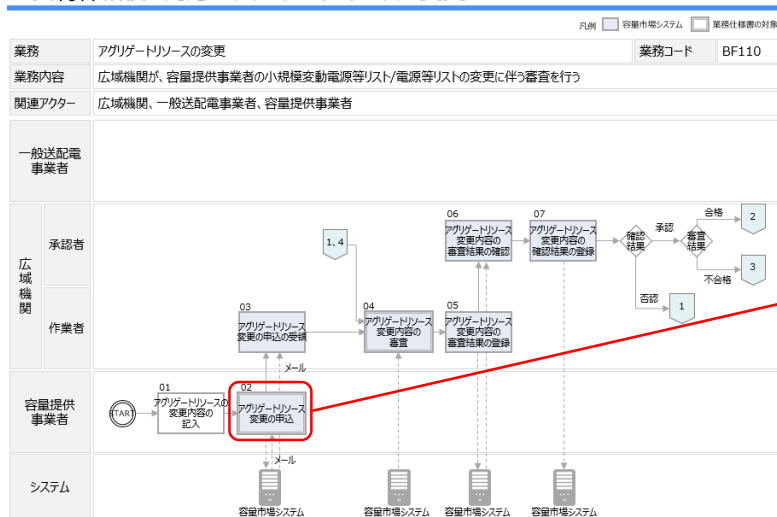 凡例 容量市場システム 業務仕様書の対象
業務 アグリゲートリソースの変更 業務コード BF110
業務内容 広域機関が、容量提供事業者の小規模変動電源等リスト/電源等リストの変更に伴う審査を行う
関連アクター 広域機関、一般送配電事業者、容量提供事業者
一般送配電
事業者
広域機関
承認者
1、4
06
アグリゲートリソース
変更内容の
審査結果の確認
07
アグリゲートリソース
変更内容の
確認結果の登録
確認
結果
承認
審査
結果
合格
2
不合格
3
否認
1
作業者
03
アグリゲートリソース
変更の申込の受領
04
アグリゲートリソース
変更内容の
審査
05
アグリゲートリソース
変更内容の
審査結果の登録
メール
容量提供
事業者
START
01
アグリゲートリソースの
変更内容の
記入
02
アグリゲートリソース
変更の申込
メール
システム
容量市場システム
容量市場システム
容量市場システム
容量市場システム